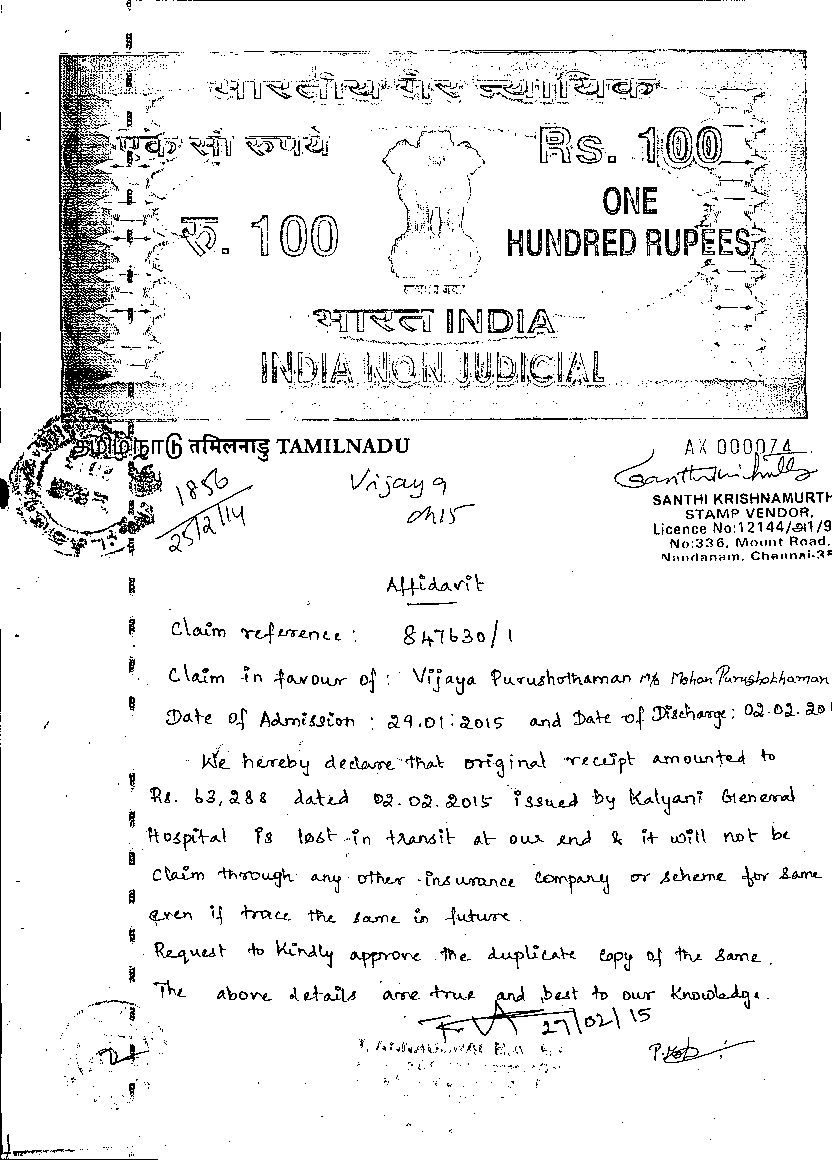 भारतीय गैर न्यायिक
एक सौ रुपये
Rs. 100
रु. 100
ONE
HUNDRED RUPEES
सत्यमेव जयते
भारत INDIA
INDIA NON JUDICIAL
தமிழ்நாடு तमिलनाडु TAMILNADU
AX 000074
1856
25/2/14
Vijaya
ch15
SANTHI KRISHNAMURTH
STAMP VENDOR,
Licence No:12144/அ1/9
No:336, Mount Road,
Nandanam, Chennai-35
Affidavit
Claim reference : 847630/1
Claim in favour of : Vijaya Purushothaman M/o Mohan Purushothaman
Date of Admission : 29.01.2015 and Date of Discharge: 02.02.201
We hereby declare that original receipt amounted to
Rs. 63,288 dated 02.02.2015 issued by Kalyani General
Hospital is lost in transit at our end & it will not be
Claim through any other insurance company or scheme for same
even if trace the same in future.
Request to kindly approve the duplicate copy of the same.
The above details are true and best to our knowledge.
27/02/15